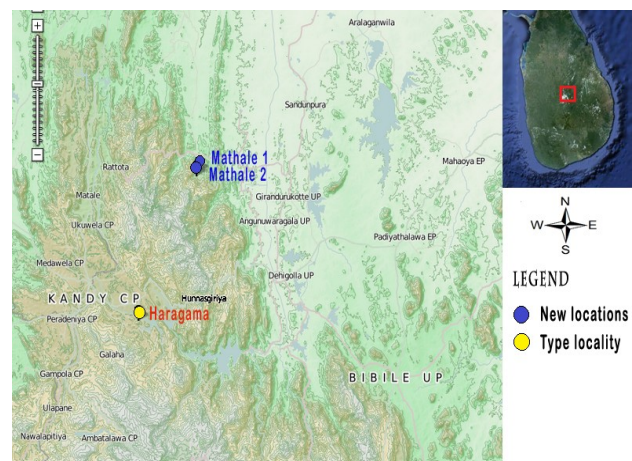 Aralaganwila
Sandunpura
Mathale 1
Mathale 2
Mahaoya EP
Rattota
Matale
Girandurukotte UP
Angunuwaragala UP
Ukuwela CP
Padiyathalawa EP
Medawela CP
Dehigolla UP
KANDY CP
Hunnasgiriya
Haragama
Peradeniya CP
Galaha
Gampola CP
BIBILE UP
Ulapane
Nawalapitiya
Ambatalawa CP
N
W E
S
LEGEND
New locations
Type locality